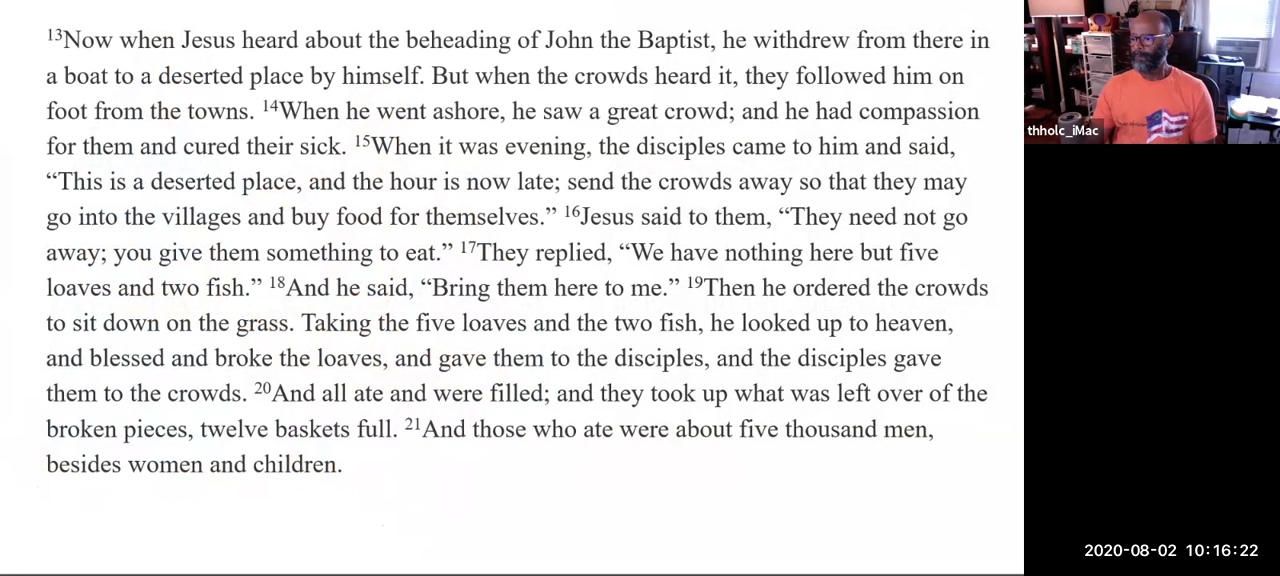 ¹³Now when Jesus heard about the beheading of John the Baptist, he withdrew from there in
a boat to a deserted place by himself. But when the crowds heard it, they followed him on
foot from the towns. ¹⁴When he went ashore, he saw a great crowd; and he had compassion
for them and cured their sick. ¹⁵When it was evening, the disciples came to him and said,
“This is a deserted place, and the hour is now late; send the crowds away so that they may
go into the villages and buy food for themselves.” ¹⁶Jesus said to them, “They need not go
away; you give them something to eat.” ¹⁷They replied, “We have nothing here but five
loaves and two fish.” ¹⁸And he said, “Bring them here to me.” ¹⁹Then he ordered the crowds
to sit down on the grass. Taking the five loaves and the two fish, he looked up to heaven,
and blessed and broke the loaves, and gave them to the disciples, and the disciples gave
them to the crowds. ²⁰And all ate and were filled; and they took up what was left over of the
broken pieces, twelve baskets full. ²¹And those who ate were about five thousand men,
besides women and children.
thholc_iMac
2020-08-02 10:16:22